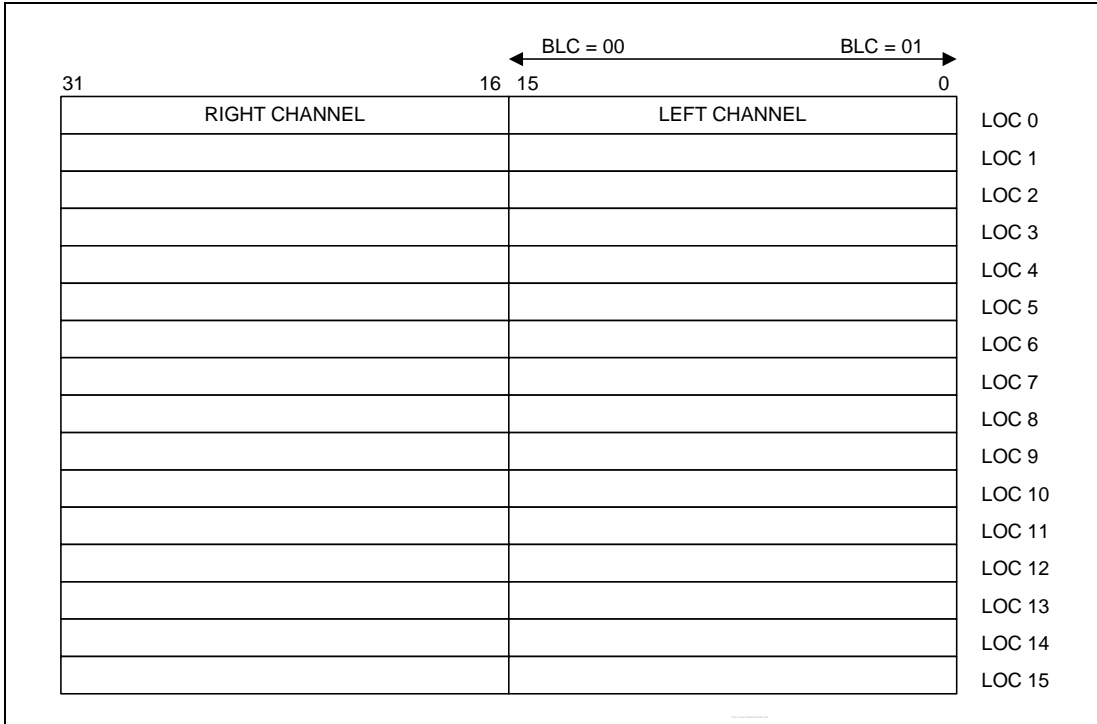 BLC = 00 BLC = 01
31 16 15 0
RIGHT CHANNEL LEFT CHANNEL LOC 0
LOC 1
LOC 2
LOC 3
LOC 4
LOC 5
LOC 6
LOC 7
LOC 8
LOC 9
LOC 10
LOC 11
LOC 12
LOC 13
LOC 14
LOC 15